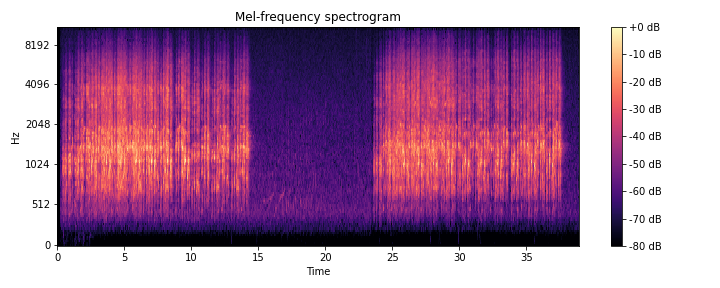 Mel-frequency spectrogram
8192
4096
2048
1024
512
0
Hz
0 5 10 15 20 25 30 35
Time
+0 dB
-10 dB
-20 dB
-30 dB
-40 dB
-50 dB
-60 dB
-70 dB
-80 dB